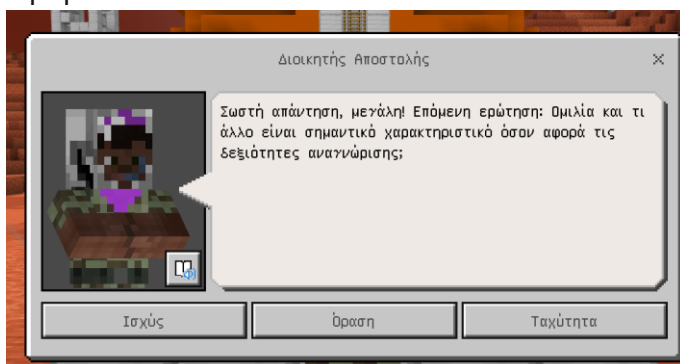 Διοικητής Αποστολής
Σωστή απάντηση, μεγάλη! Επόμενη ερώτηση: Ομιλία και τι
άλλο είναι σημαντικό χαρακτηριστικό όσον αφορά τις
δεξιότητες αναγνώρισης;
Ισχύς
Όραση
Ταχύτητα